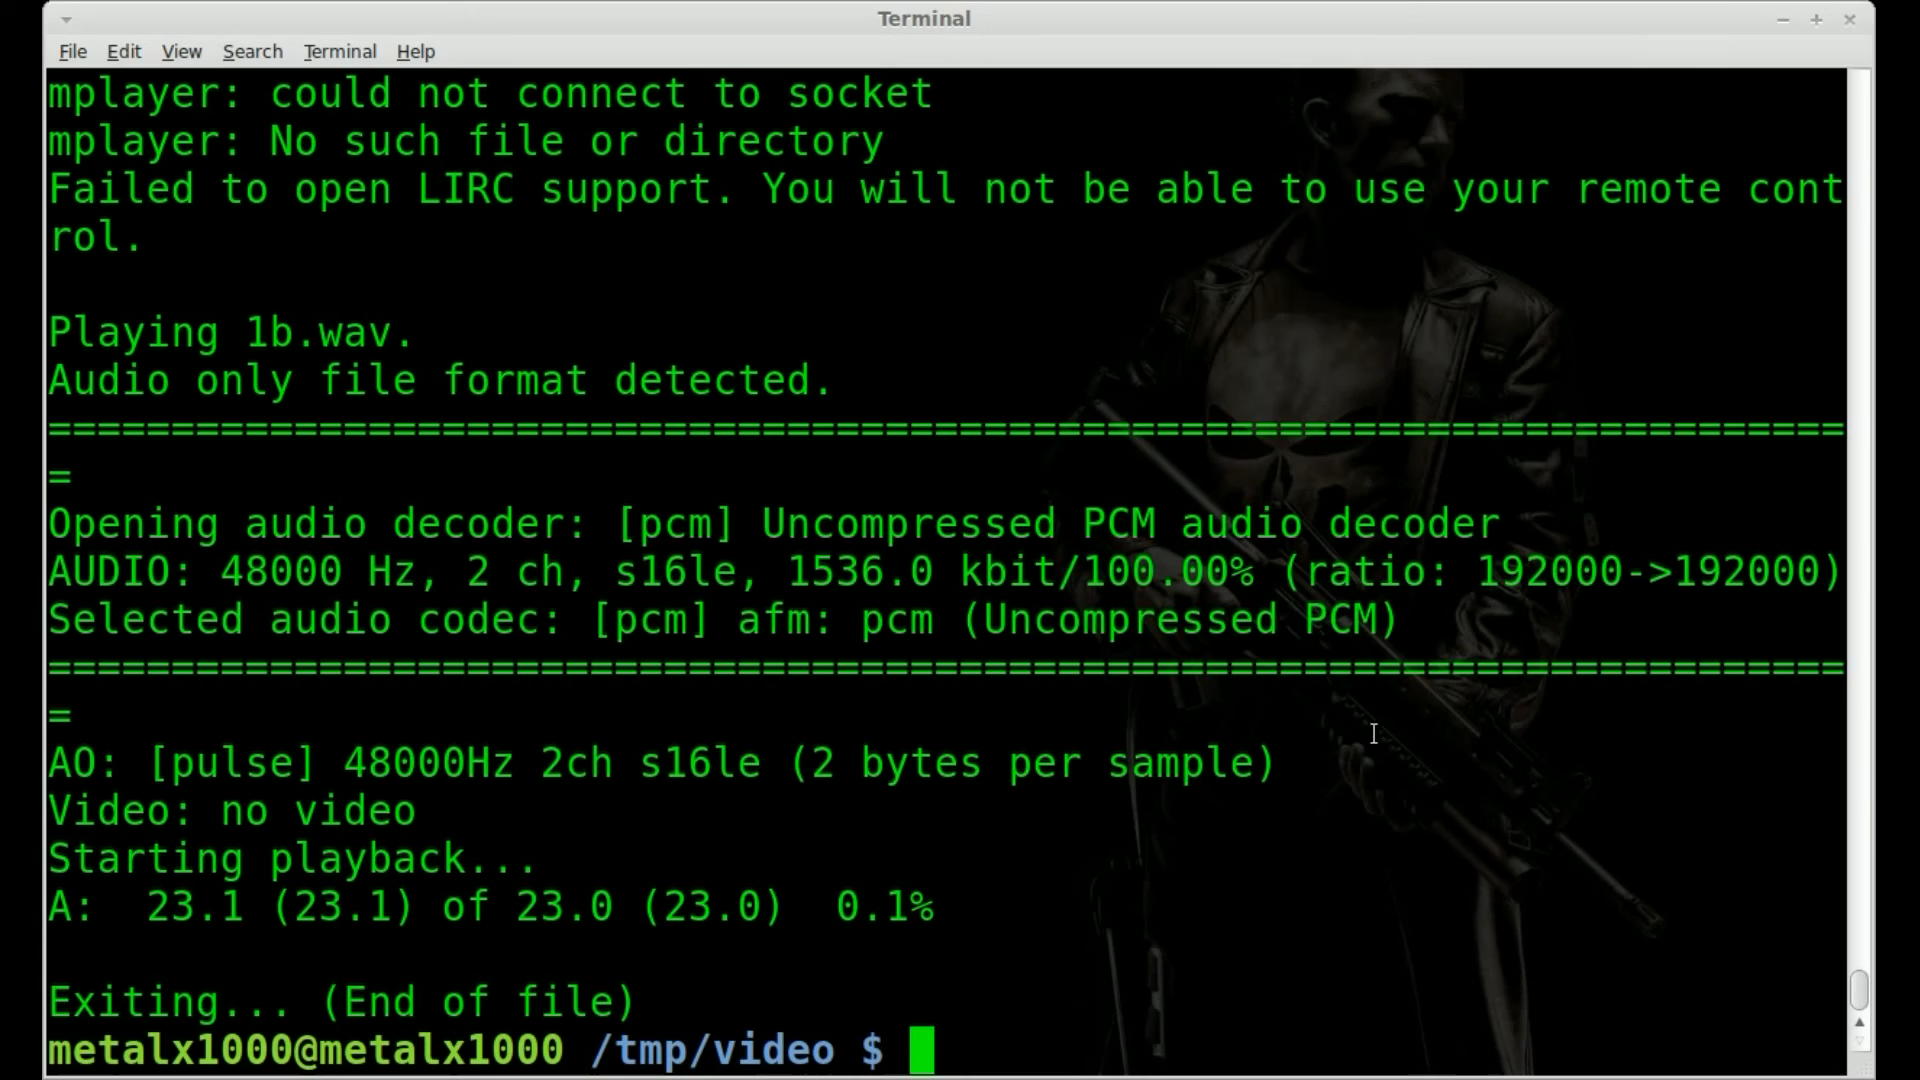 Terminal
File Edit View Search Terminal Help
mplayer: could not connect to socket
mplayer: No such file or directory
Failed to open LIRC support. You will not be able to use your remote cont
rol.
Playing 1b.wav.
Audio only file format detected.
=========================================================================
=
Opening audio decoder: [pcm] Uncompressed PCM audio decoder
AUDIO: 48000 Hz, 2 ch, s16le, 1536.0 kbit/100.00% (ratio: 192000->192000)
Selected audio codec: [pcm] afm: pcm (Uncompressed PCM)
=========================================================================
=
AO: [pulse] 48000Hz 2ch s16le (2 bytes per sample)
Video: no video
Starting playback...
A:  23.1 (23.1) of 23.0 (23.0)  0.1%
Exiting... (End of file)
metalx1000@metalx1000 /tmp/video $